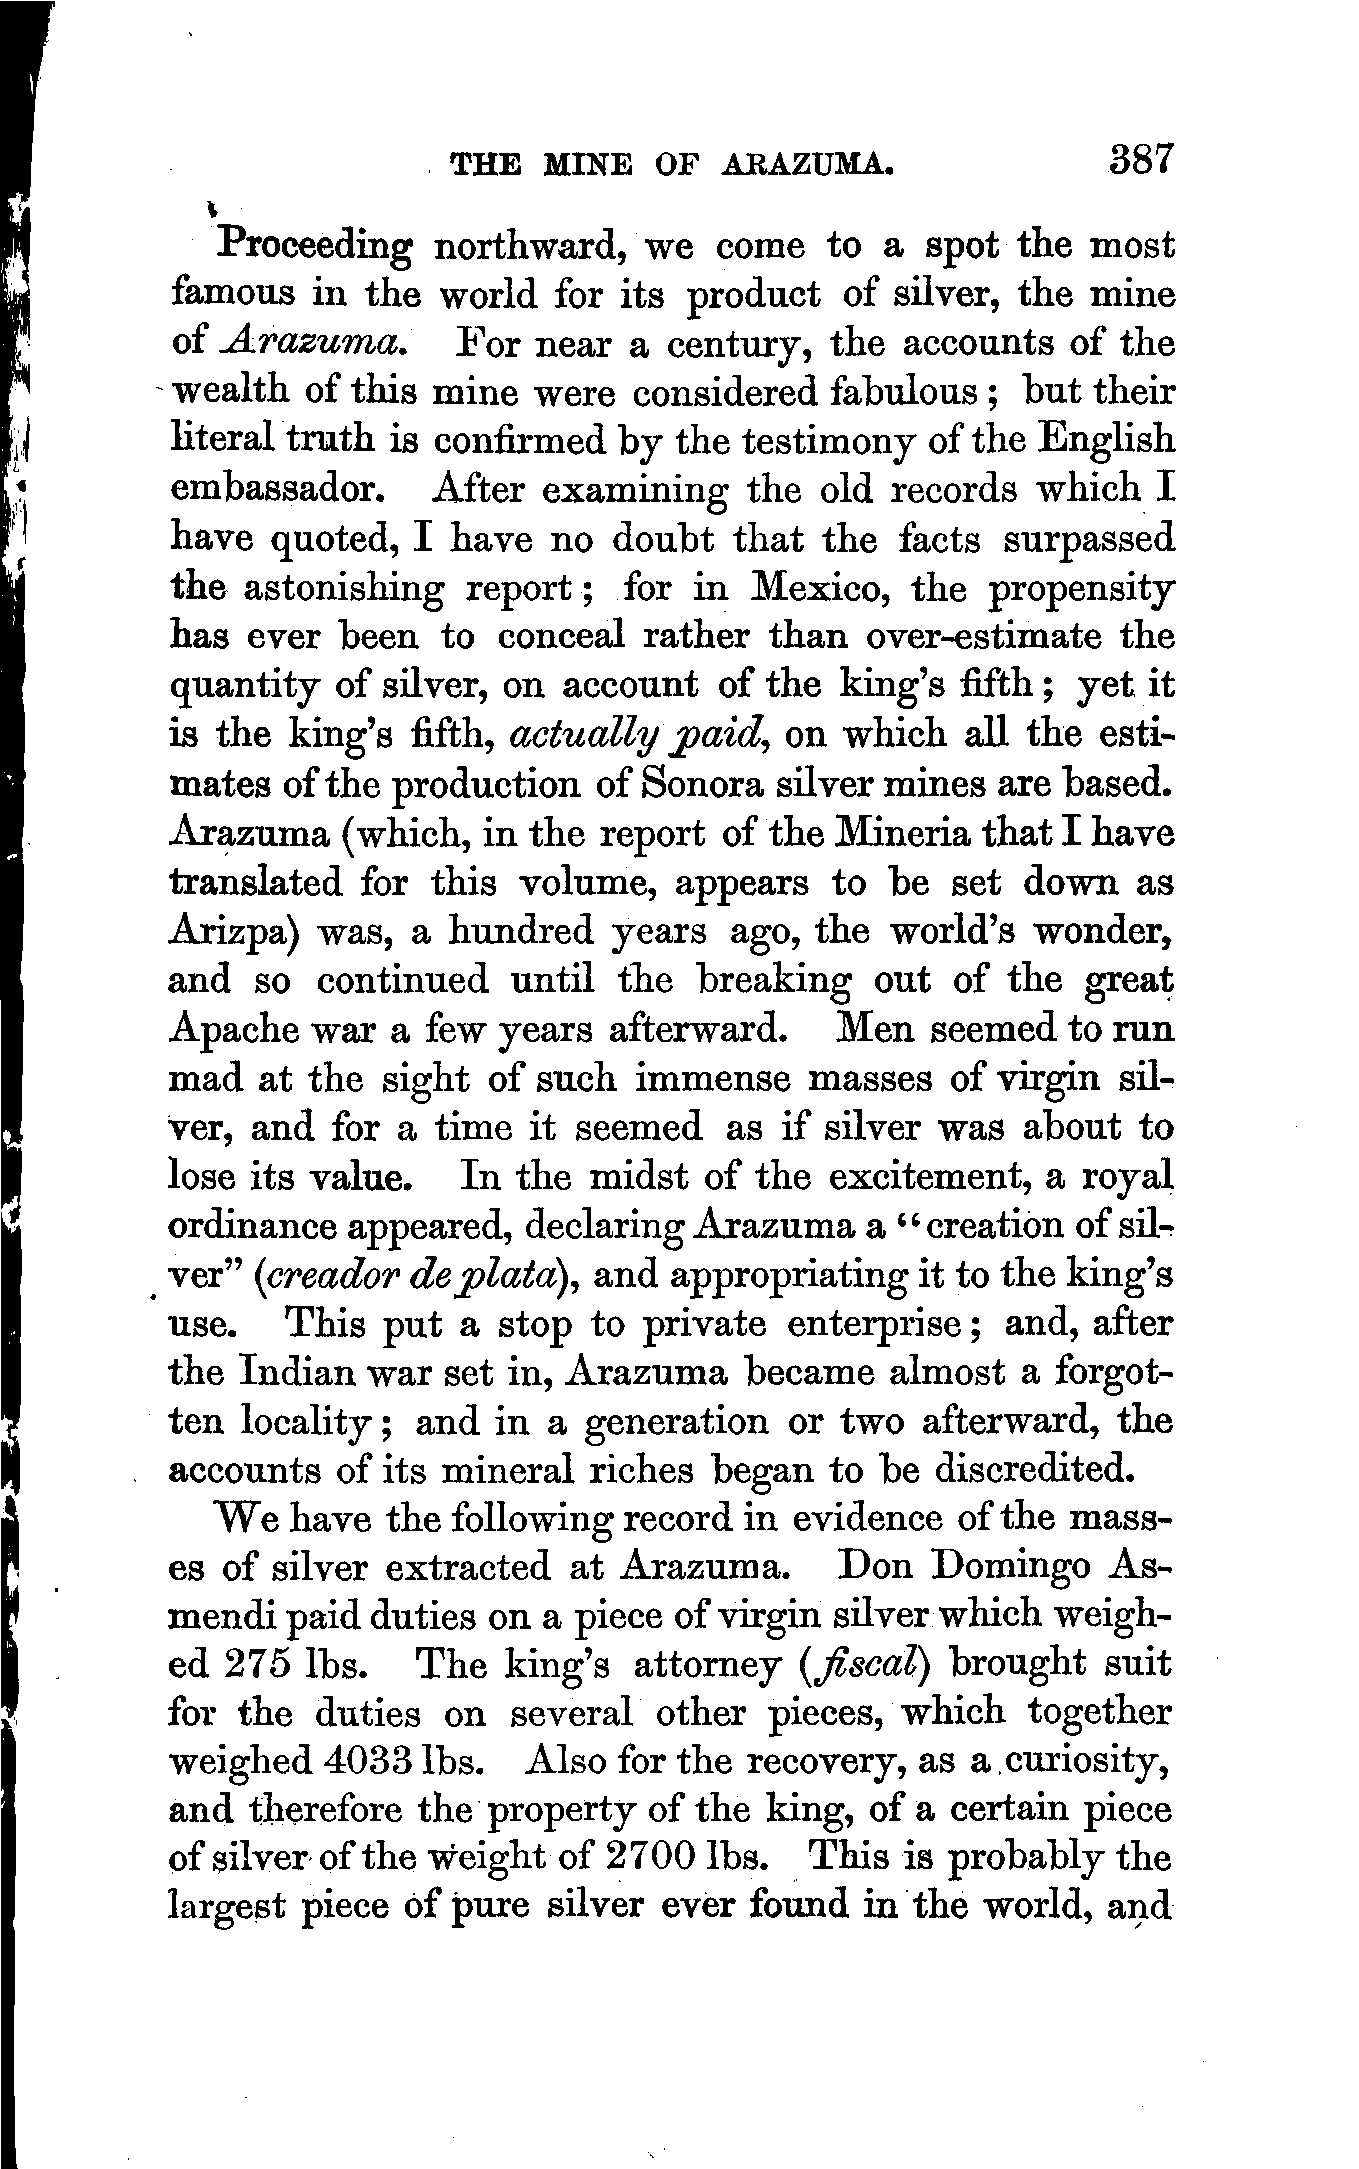 THE MINE OF ARAZUMA. 387
Proceeding northward, we come to a spot the most
famous in the world for its product of silver, the mine
of Arazuma. For near a century, the accounts of the
wealth of this mine were considered fabulous; but their
literal truth is confirmed by the testimony of the English
embassador. After examining the old records which I
have quoted, I have no doubt that the facts surpassed
the astonishing report; for in Mexico, the propensity
has ever been to conceal rather than over-estimate the
quantity of silver, on account of the king's fifth; yet it
is the king's fifth, actually paid, on which all the esti-
mates of the production of Sonora silver mines are based.
Arazuma (which, in the report of the Mineria that I have
translated for this volume, appears to be set down as
Arizpa) was, a hundred years ago, the world's wonder,
and so continued until the breaking out of the great
Apache war a few years afterward. Men seemed to run
mad at the sight of such immense masses of virgin sil-
ver, and for a time it seemed as if silver was about to
lose its value. In the midst of the excitement, a royal
ordinance appeared, declaring Arazuma a "creation of sil-
ver" (creador de plata), and appropriating it to the king's
use. This put a stop to private enterprise; and, after
the Indian war set in, Arazuma became almost a forgot-
ten locality; and in a generation or two afterward, the
accounts of its mineral riches began to be discredited.
We have the following record in evidence of the mass-
es of silver extracted at Arazuma. Don Domingo As-
mendi paid duties on a piece of virgin silver which weigh-
ed 275 lbs. The king's attorney (fiscal) brought suit
for the duties on several other pieces, which together
weighed 4033 lbs. Also for the recovery, as a curiosity,
and therefore the property of the king, of a certain piece
of silver of the weight of 2700 lbs. This is probably the
largest piece of pure silver ever found in the world, and